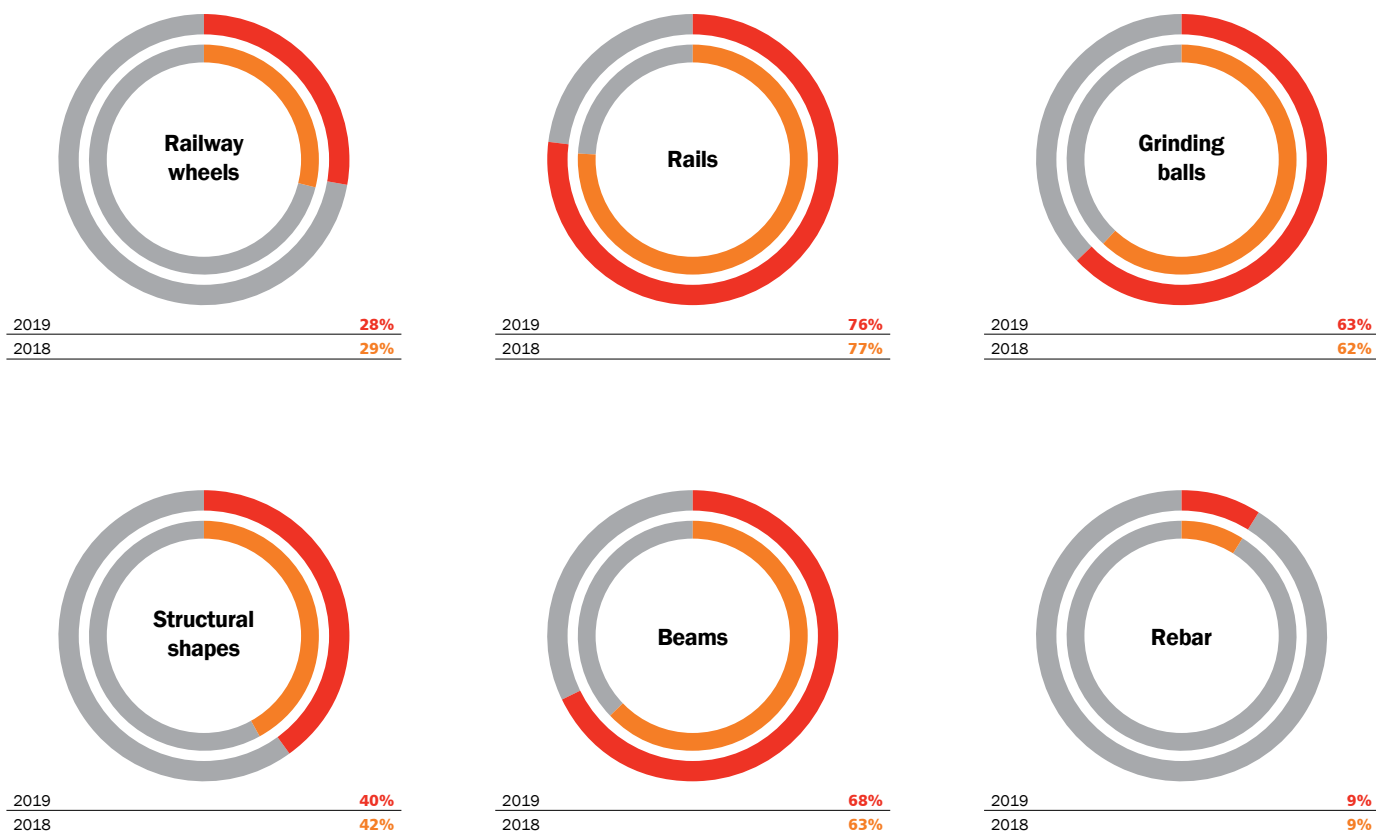 Railway
wheels
2019 28%
2018 29%
Rails
2019 76%
2018 77%
Grinding
balls
2019 63%
2018 62%
Structural
shapes
2019 40%
2018 42%
Beams
2019 68%
2018 63%
Rebar
2019 9%
2018 9%